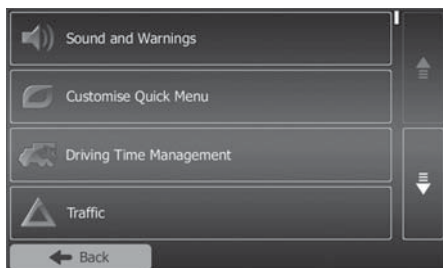 Sound and Warnings
Customise Quick Menu
Driving Time Management
Traffic
Back